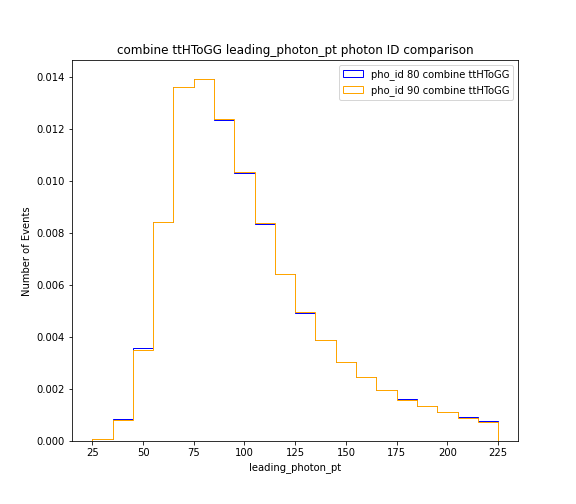 combine ttHToGG leading_photon_pt photon ID comparison
pho_id 80 combine ttHToGG
pho_id 90 combine ttHToGG
0.014
0.012
0.010
0.008
0.006
0.004
0.002
0.000
Number of Events
25 50 75 100 125 150 175 200 225
leading_photon_pt